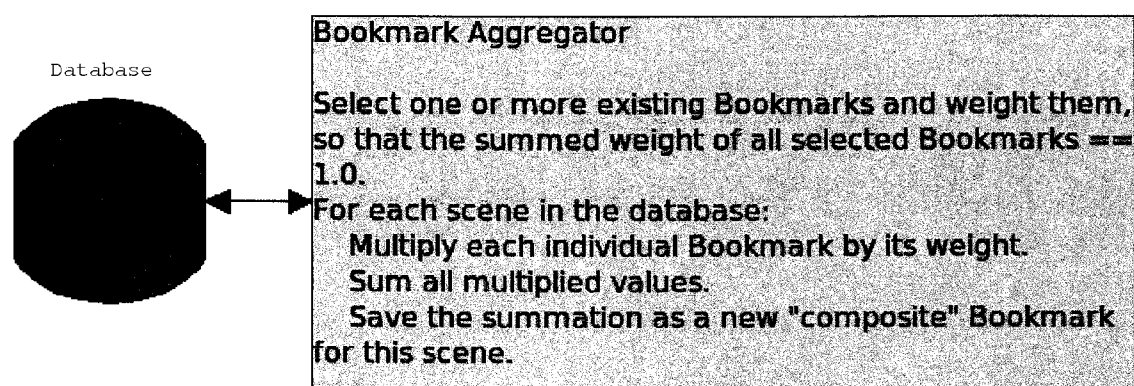 Database
Bookmark Aggregator
Select one or more existing Bookmarks and weight them,
so that the summed weight of all selected Bookmarks ==
1.0.
For each scene in the database:
Multiply each individual Bookmark by its weight.
Sum all multiplied values.
Save the summation as a new "composite" Bookmark
for this scene.